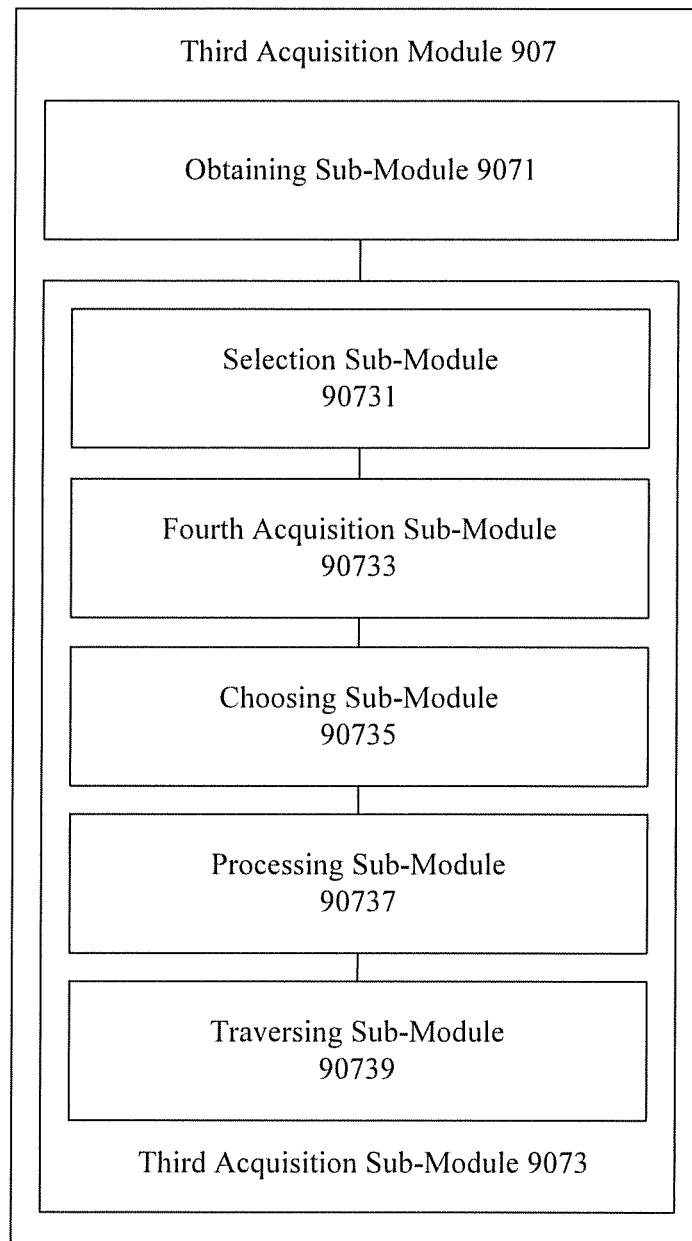 Third Acquisition Module 907
Obtaining Sub-Module 9071
Selection Sub-Module
90731
Fourth Acquisition Sub-Module
90733
Choosing Sub-Module
90735
Processing Sub-Module
90737
Traversing Sub-Module
90739
Third Acquisition Sub-Module 9073